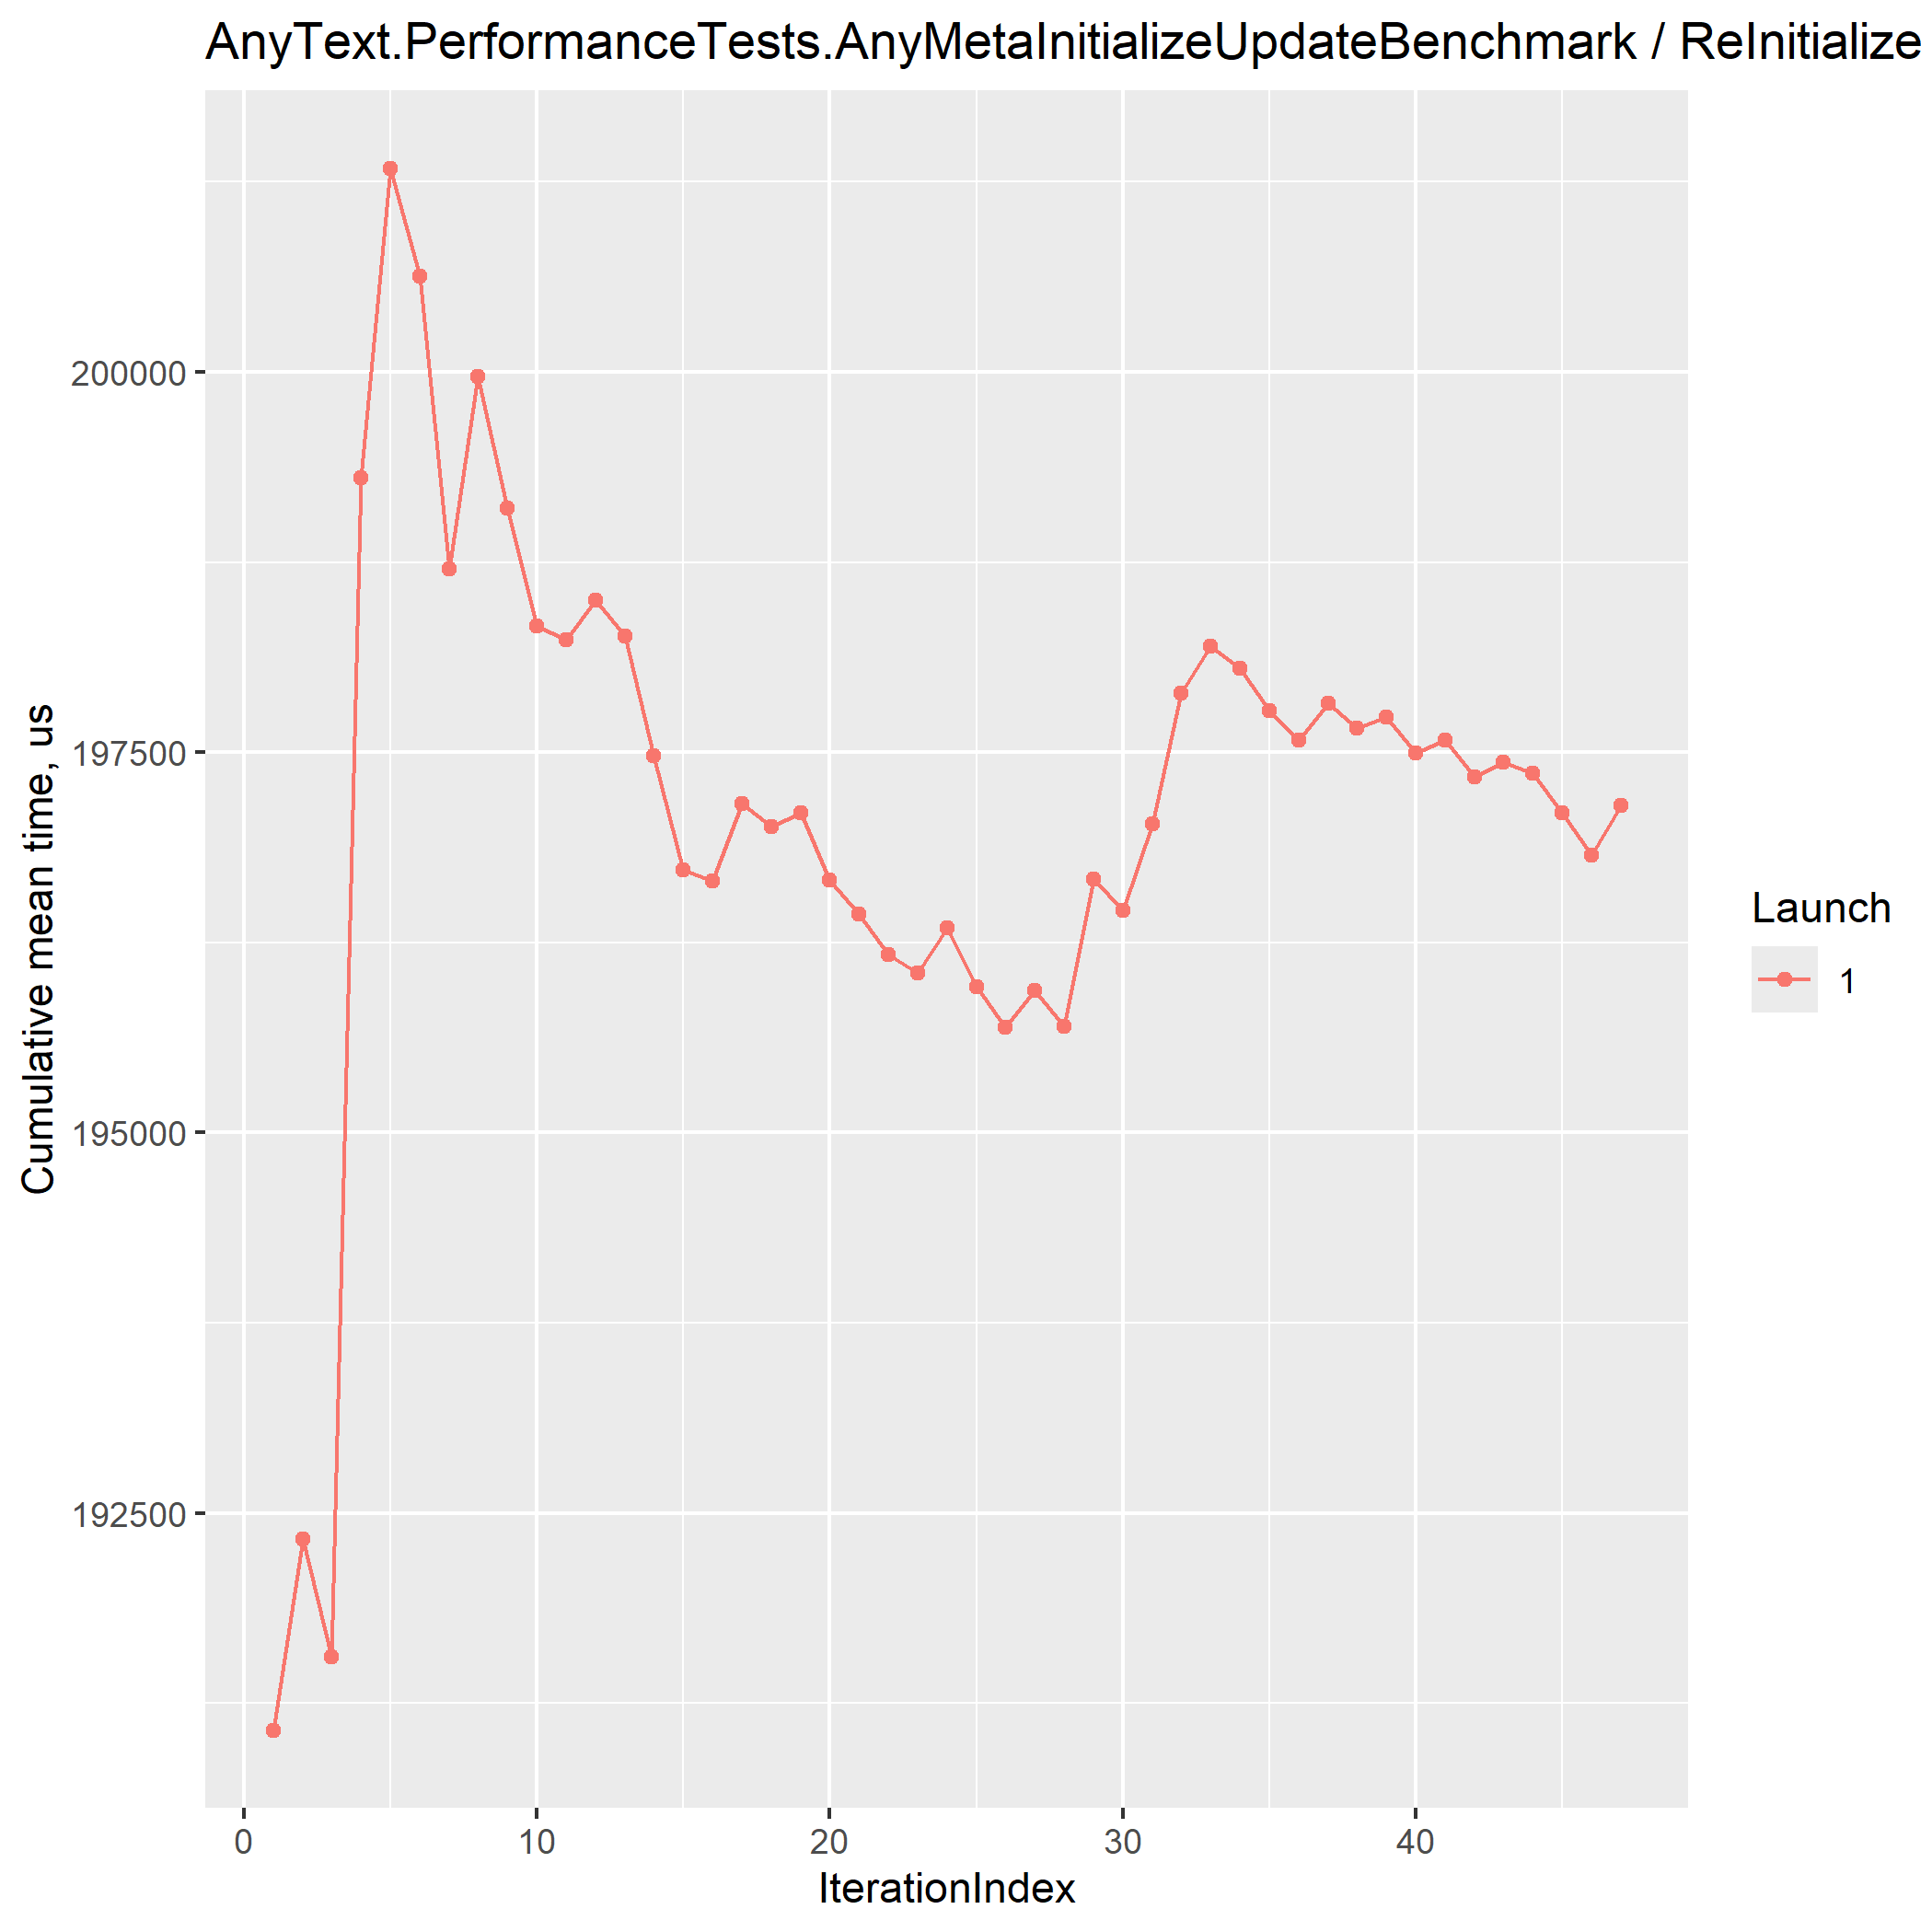 AnyText.PerformanceTests.AnyMetaInitializeUpdateBenchmark / ReInitialize
Cumulative mean time, us
200000
197500
195000
192500
0 10 20 30 40
IterationIndex
Launch
1